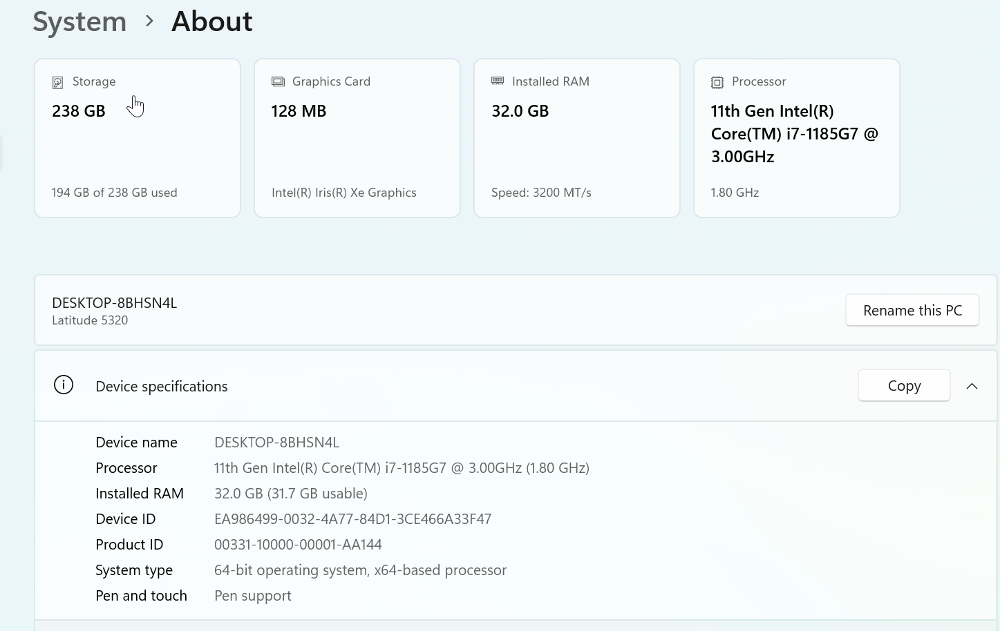 System > About
Storage
238 GB
194 GB of 238 GB used
Graphics Card
128 MB
Intel(R) Iris(R) Xe Graphics
Installed RAM
32.0 GB
Speed: 3200 MT/s
Processor
11th Gen Intel(R)
Core(TM) i7-1185G7 @
3.00GHz
1.80 GHz
DESKTOP-8BHSN4L
Latitude 5320
Rename this PC
Device specifications
Copy
Device name DESKTOP-8BHSN4L
Processor 11th Gen Intel(R) Core(TM) i7-1185G7 @ 3.00GHz (1.80 GHz)
Installed RAM 32.0 GB (31.7 GB usable)
Device ID EA986499-0032-4A77-84D1-3CE466A33F47
Product ID 00331-10000-00001-AA144
System type 64-bit operating system, x64-based processor
Pen and touch Pen support